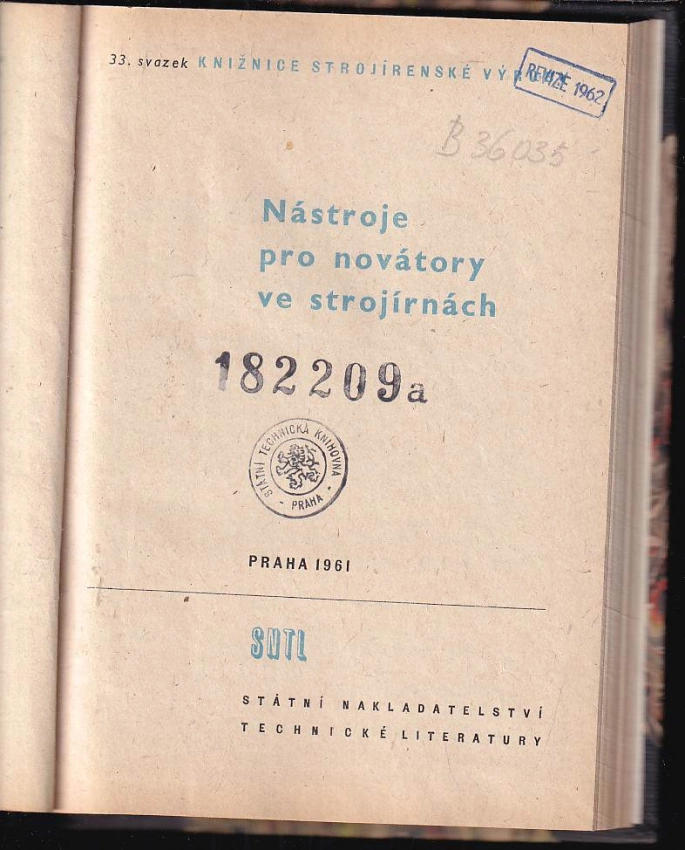 33. svazek KNIŽNICE STROJÍRENSKÉ
REVIZE 1962
B 36035
Nástroje
pro novátory
ve strojírnách
182209a
STÁTNÍ TECHNICKÁ KNIHOVNA
- PRAHA -
PRAHA 1961
SNTL
STÁTNÍ NAKLADATELSTVÍ
TECHNICKÉ LITERATURY